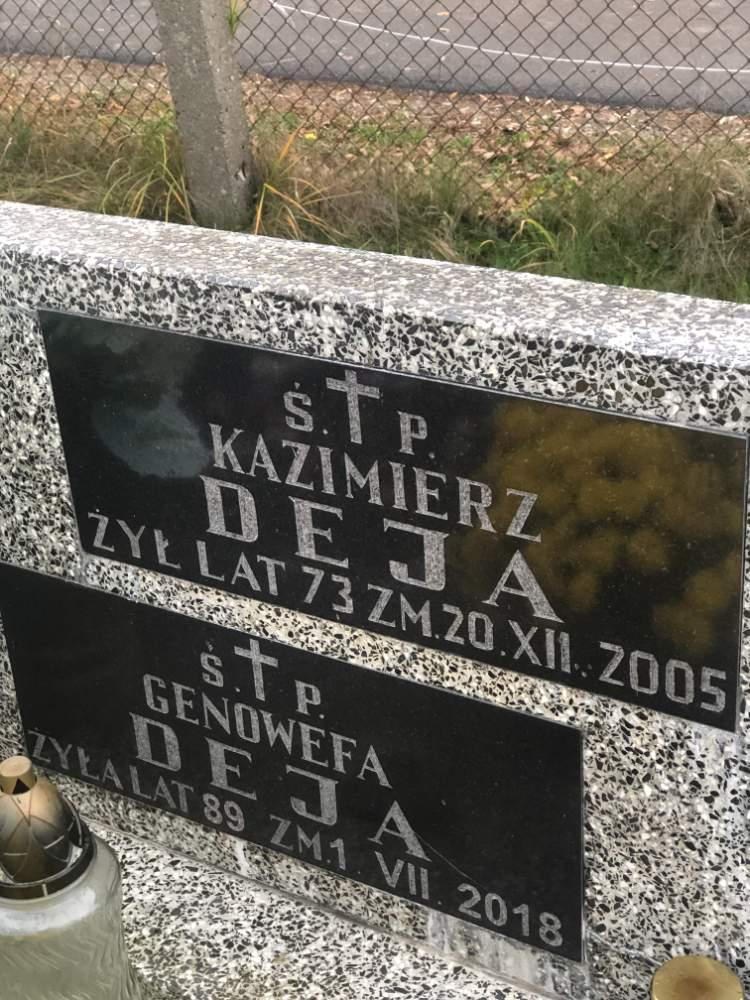 Ś. P.
KAZIMIERZ
DEJA
ŻYŁ LAT 73 ZM. 20. XII. 2005
Ś. P.
GENOWEFA
DEJA
ŻYŁA LAT 89 ZM. 1. VII. 2018